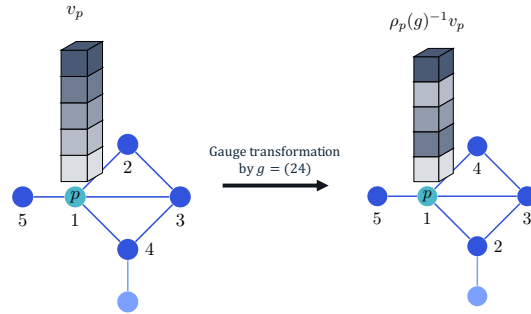 v_p
ρ_p(g)^{-1}v_p
2
4
Gauge transformation
by g = (24)
p
p
5
1
3
5
1
3
4
2